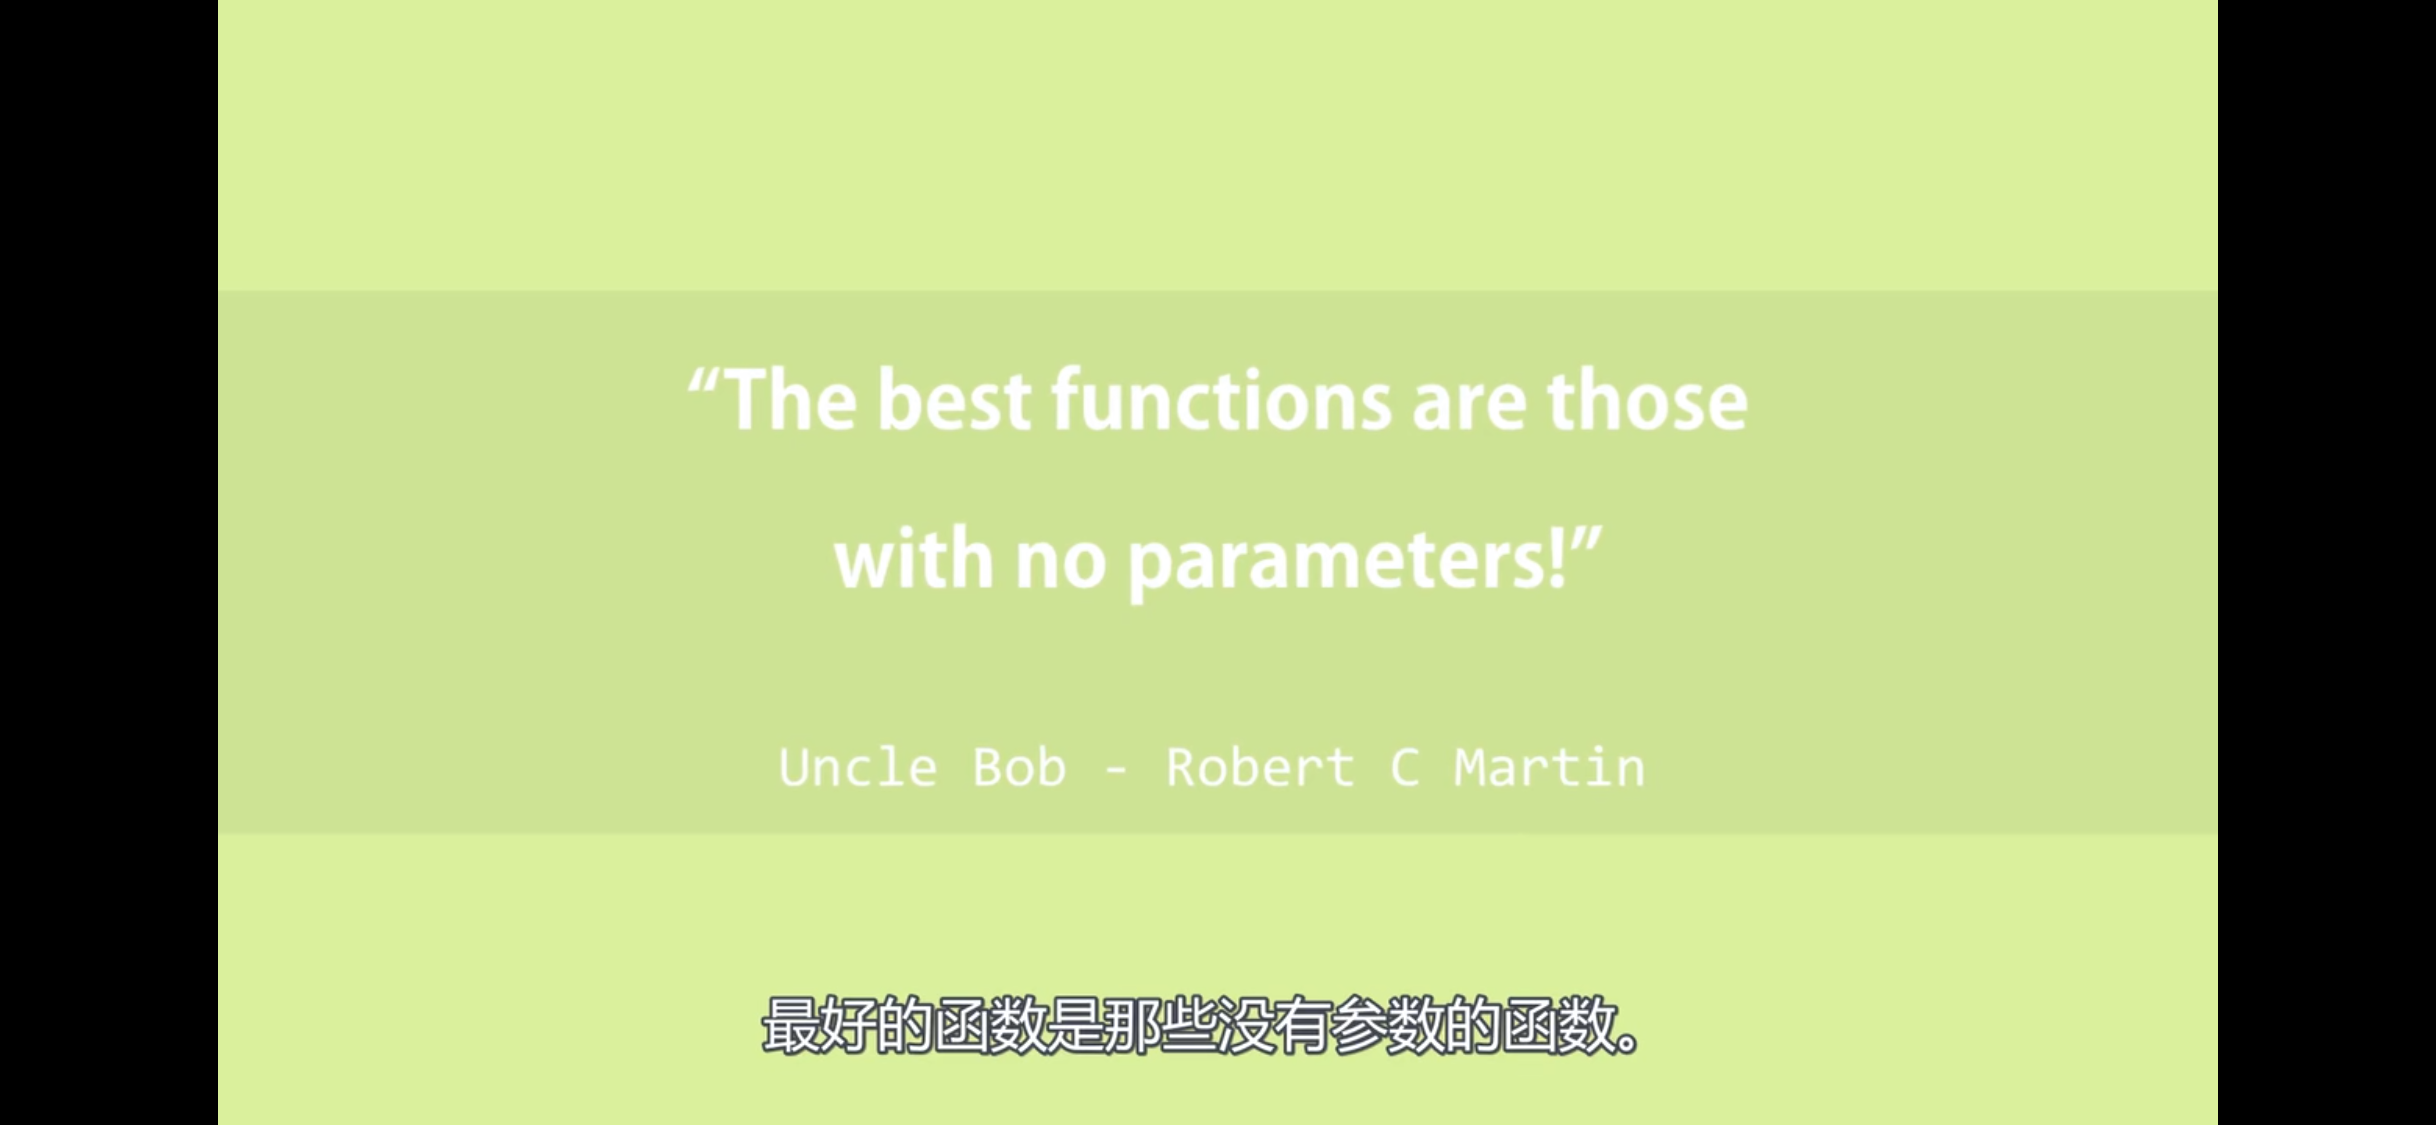 “The best functions are those
with no parameters!”
Uncle Bob - Robert C Martin
最好的函数是那些没有参数的函数。